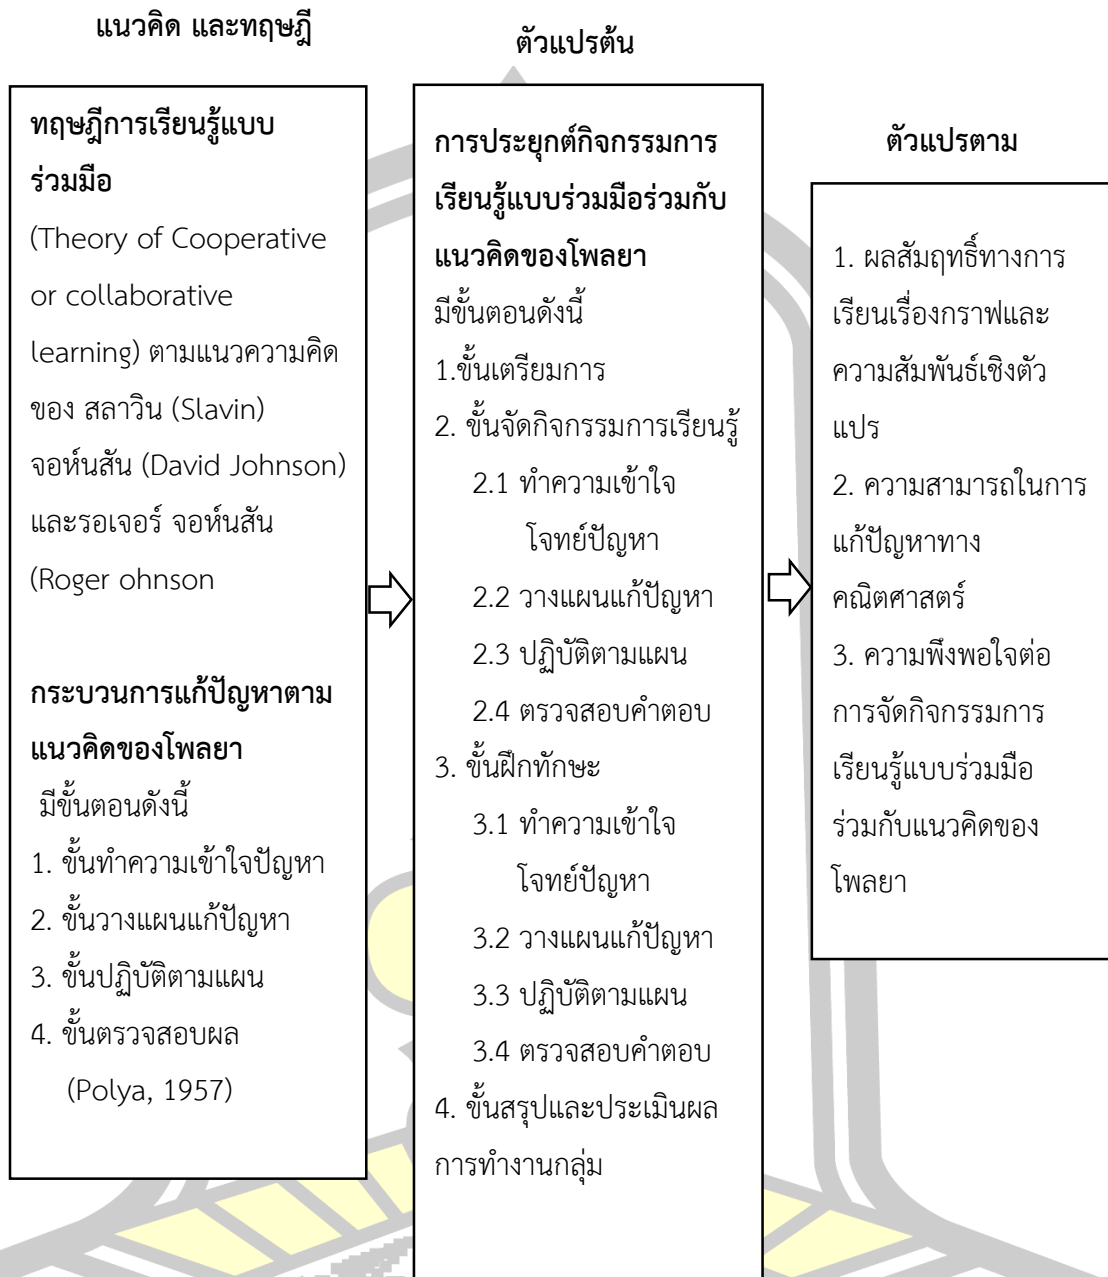 แนวคิด และทฤษฎี
ทฤษฎีการเรียนรู้แบบ
ร่วมมือ
(Theory of Cooperative
or collaborative
learning) ตามแนวความคิด
ของ สลาวิน (Slavin)
จอห์นสัน (David Johnson)
และรอเจอร์ จอห์นสัน
(Roger ohnson
กระบวนการแก้ปัญหาตาม
แนวคิดของโพลยา
มีขั้นตอนดังนี้
1. ขั้นทำความเข้าใจปัญหา
2. ขั้นวางแผนแก้ปัญหา
3. ขั้นปฏิบัติตามแผน
4. ขั้นตรวจสอบผล
(Polya, 1957)
ตัวแปรต้น
การประยุกต์กิจกรรมการ
เรียนรู้แบบร่วมมือร่วมกับ
แนวคิดของโพลยา
มีขั้นตอนดังนี้
1.ขั้นเตรียมการ
2. ขั้นจัดกิจกรรมการเรียนรู้
2.1 ทำความเข้าใจ
โจทย์ปัญหา
2.2 วางแผนแก้ปัญหา
2.3 ปฏิบัติตามแผน
2.4 ตรวจสอบคำตอบ
3. ขั้นฝึกทักษะ
3.1 ทำความเข้าใจ
โจทย์ปัญหา
3.2 วางแผนแก้ปัญหา
3.3 ปฏิบัติตามแผน
3.4 ตรวจสอบคำตอบ
4. ขั้นสรุปและประเมินผล
การทำงานกลุ่ม
ตัวแปรตาม
1. ผลสัมฤทธิ์ทางการ
เรียนเรื่องกราฟและ
ความสัมพันธ์เชิงตัว
แปร
2. ความสามารถในการ
แก้ปัญหาทาง
คณิตศาสตร์
3. ความพึงพอใจต่อ
การจัดกิจกรรมการ
เรียนรู้แบบร่วมมือ
ร่วมกับแนวคิดของ
โพลยา